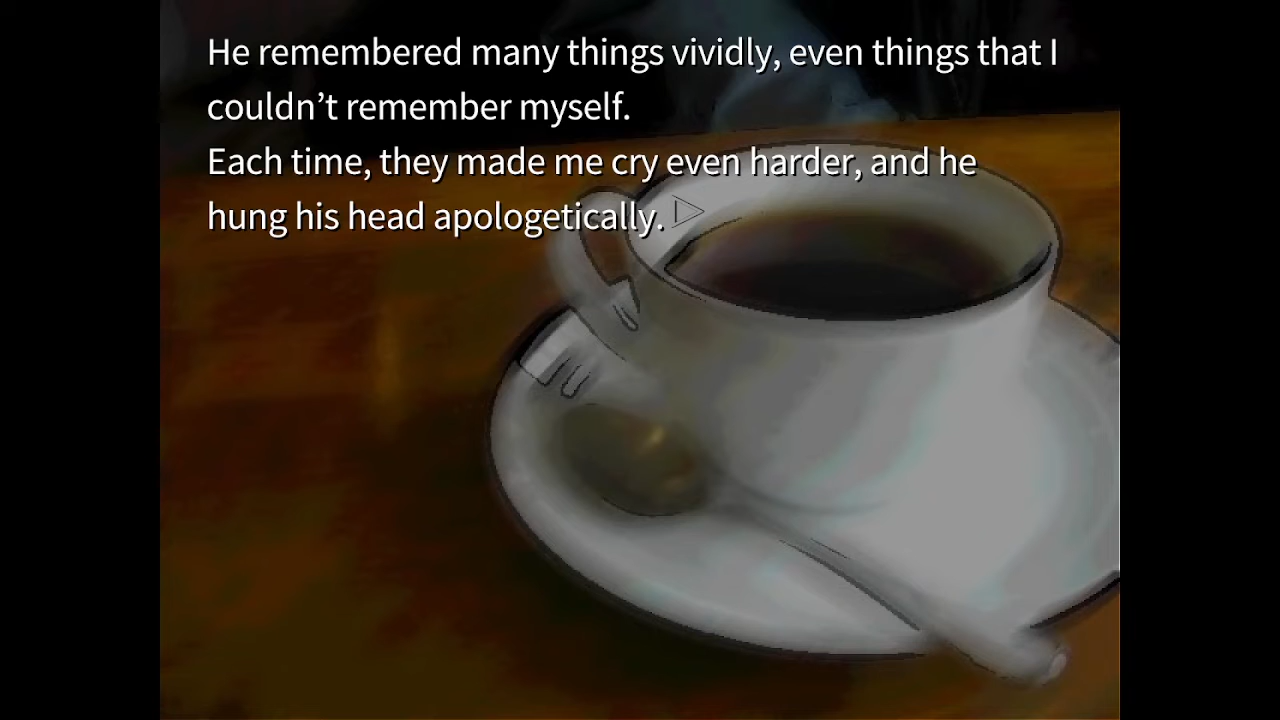 He remembered many things vividly, even things that I
couldn’t remember myself.
Each time, they made me cry even harder, and he
hung his head apologetically.